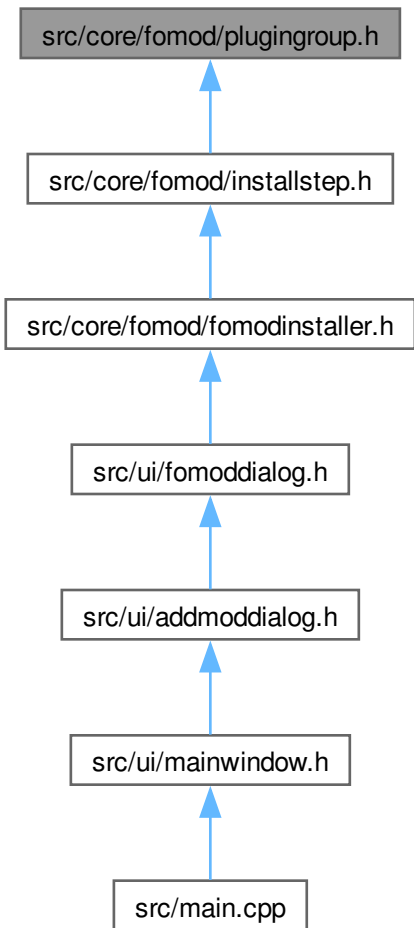 src/core/fomod/plugingroup.h
src/core/fomod/installstep.h
src/core/fomod/fomodinstaller.h
src/ui/fomoddialog.h
src/ui/addmoddialog.h
src/ui/mainwindow.h
src/main.cpp